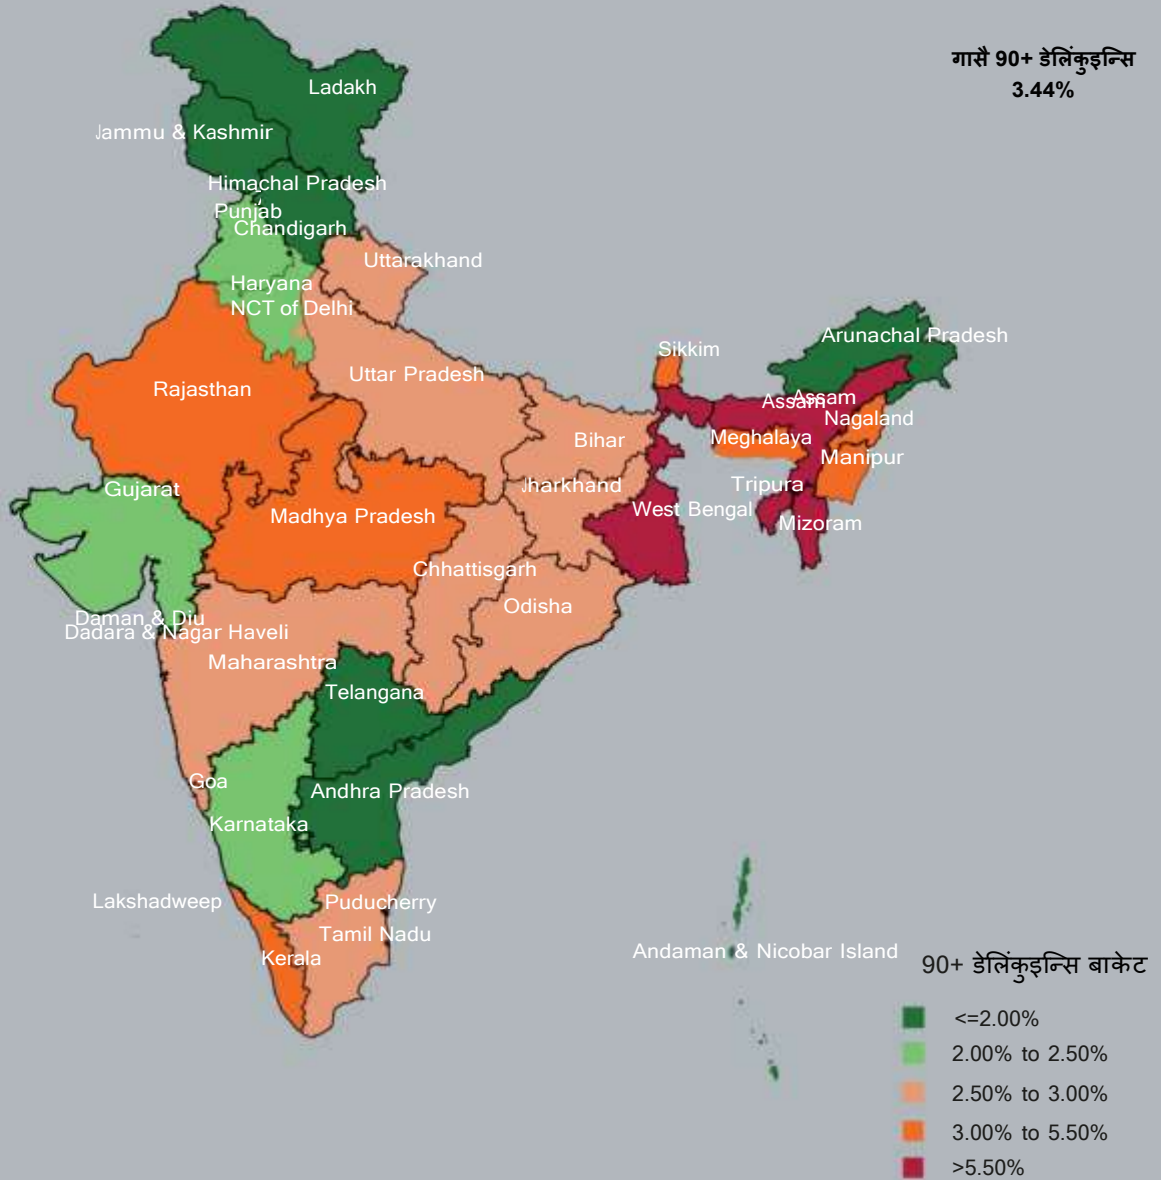 गासै 90+ डेलिंकुइन्सि
3.44%
Ladakh
Jammu & Kashmir
Himachal Pradesh
Punjab
Chandigarh
Uttarakhand
Haryana
NCT of Delhi
Arunachal Pradesh
Sikkim
Uttar Pradesh
Rajasthan
Assam
Assam
Nagaland
Bihar
Meghalaya
Manipur
Jharkhand
Tripura
Gujarat
West Bengal
Madhya Pradesh
Mizoram
Chhattisgarh
Odisha
Daman & Diu
Dadara & Nagar Haveli
Maharashtra
Telangana
Goa
Andhra Pradesh
Karnataka
Lakshadweep
Puducherry
Tamil Nadu
Kerala
Andaman & Nicobar Island
90+ डेलिंकुइन्सि बाकेट
<=2.00%
2.00% to 2.50%
2.50% to 3.00%
3.00% to 5.50%
>5.50%